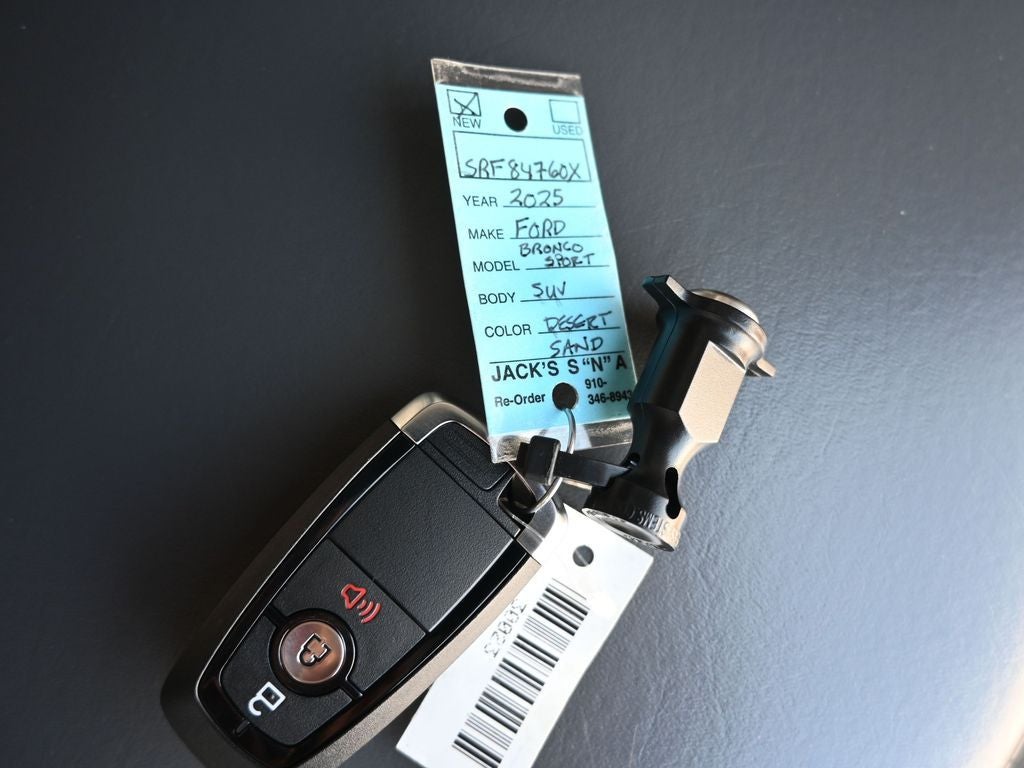 NEW USED
SRF84760X
YEAR 2025
MAKE FORD
MODEL BRONCO
SPORT
BODY SUV
COLOR DESERT
SAND
JACK'S S "N" A
Re-Order 910-
346-8943